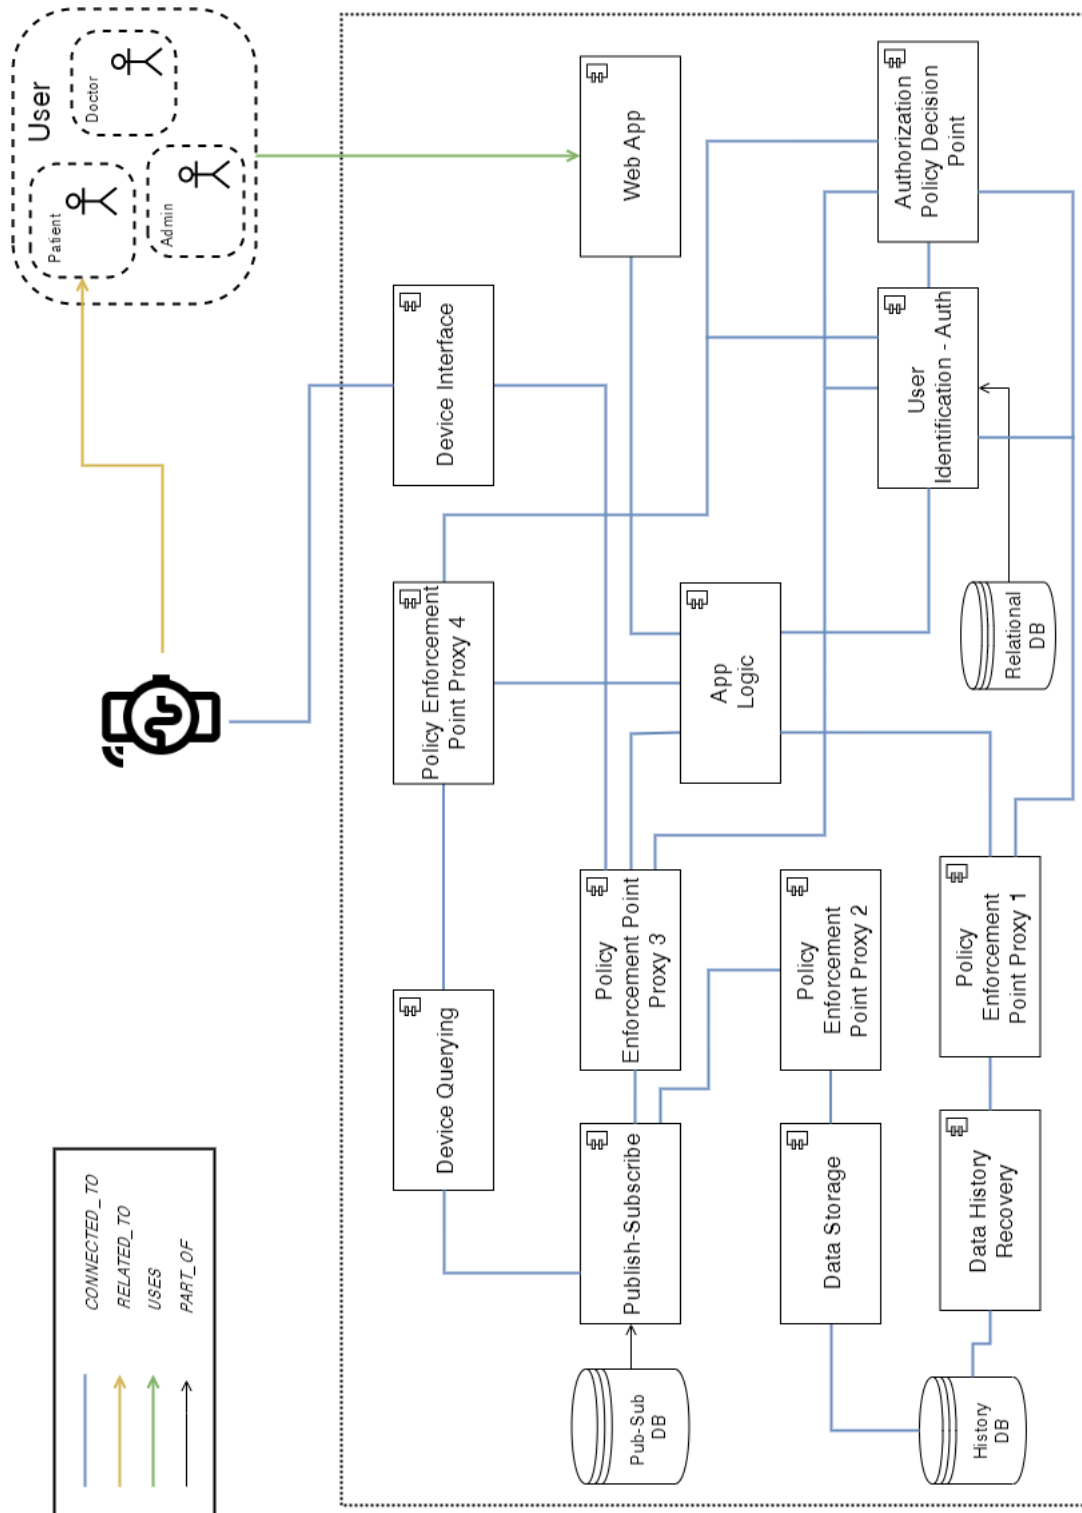 CONNECTED_TO
RELATED_TO
USES
PART_OF
User
Patient
Doctor
Admin
Device Querying
Policy Enforcement
Point Proxy 4
Device Interface
Pub-Sub
DB
Publish-Subscribe
Policy
Enforcement Point
Proxy 3
Web App
App
Logic
Data Storage
Policy
Enforcement
Point Proxy 2
User
Identification - Auth
Authorization
Policy Decision
Point
History
DB
Data History
Recovery
Policy
Enforcement
Point Proxy 1
Relational
DB